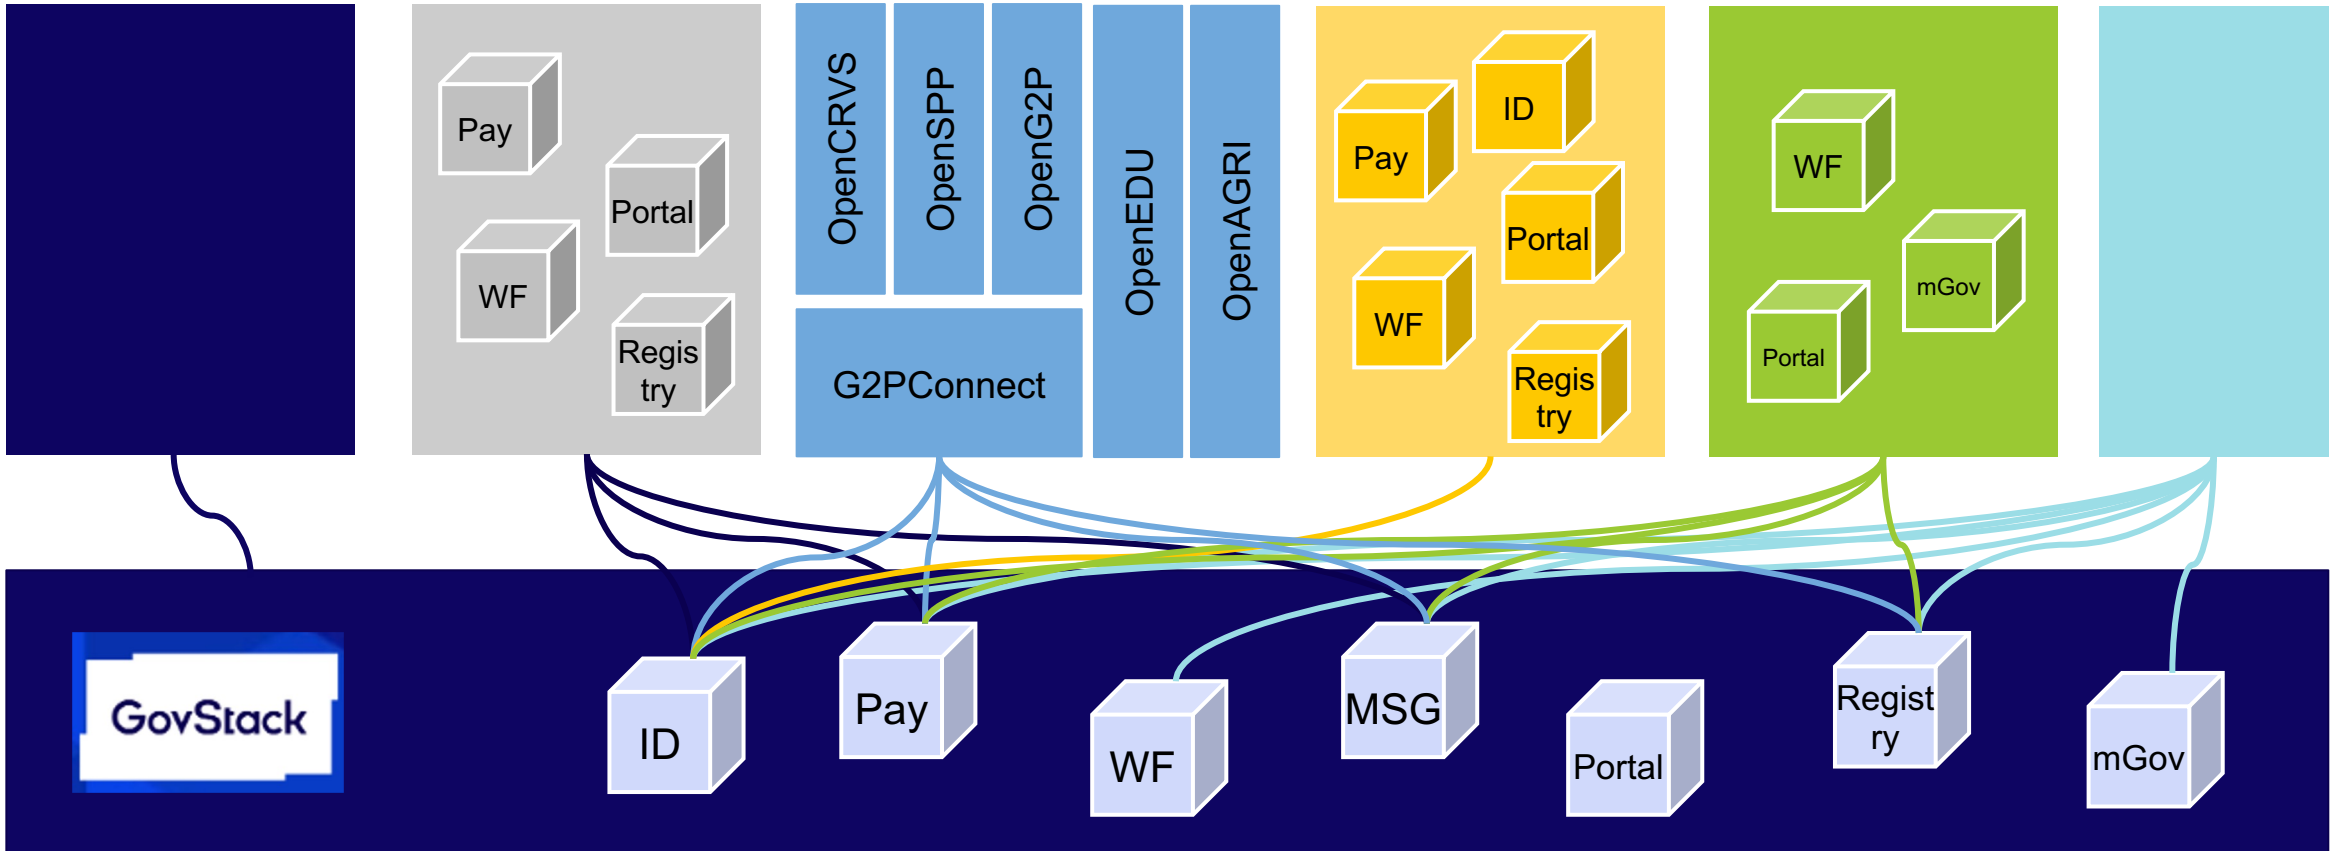 Pay
Portal
WF
Regis
try
OpenCRVS
OpenSPP
OpenG2P
OpenEDU
OpenAGRI
G2PConnect
ID
Pay
Portal
WF
Regis
try
WF
mGov
Portal
GovStack
ID
Pay
WF
MSG
Portal
Regist
ry
mGov